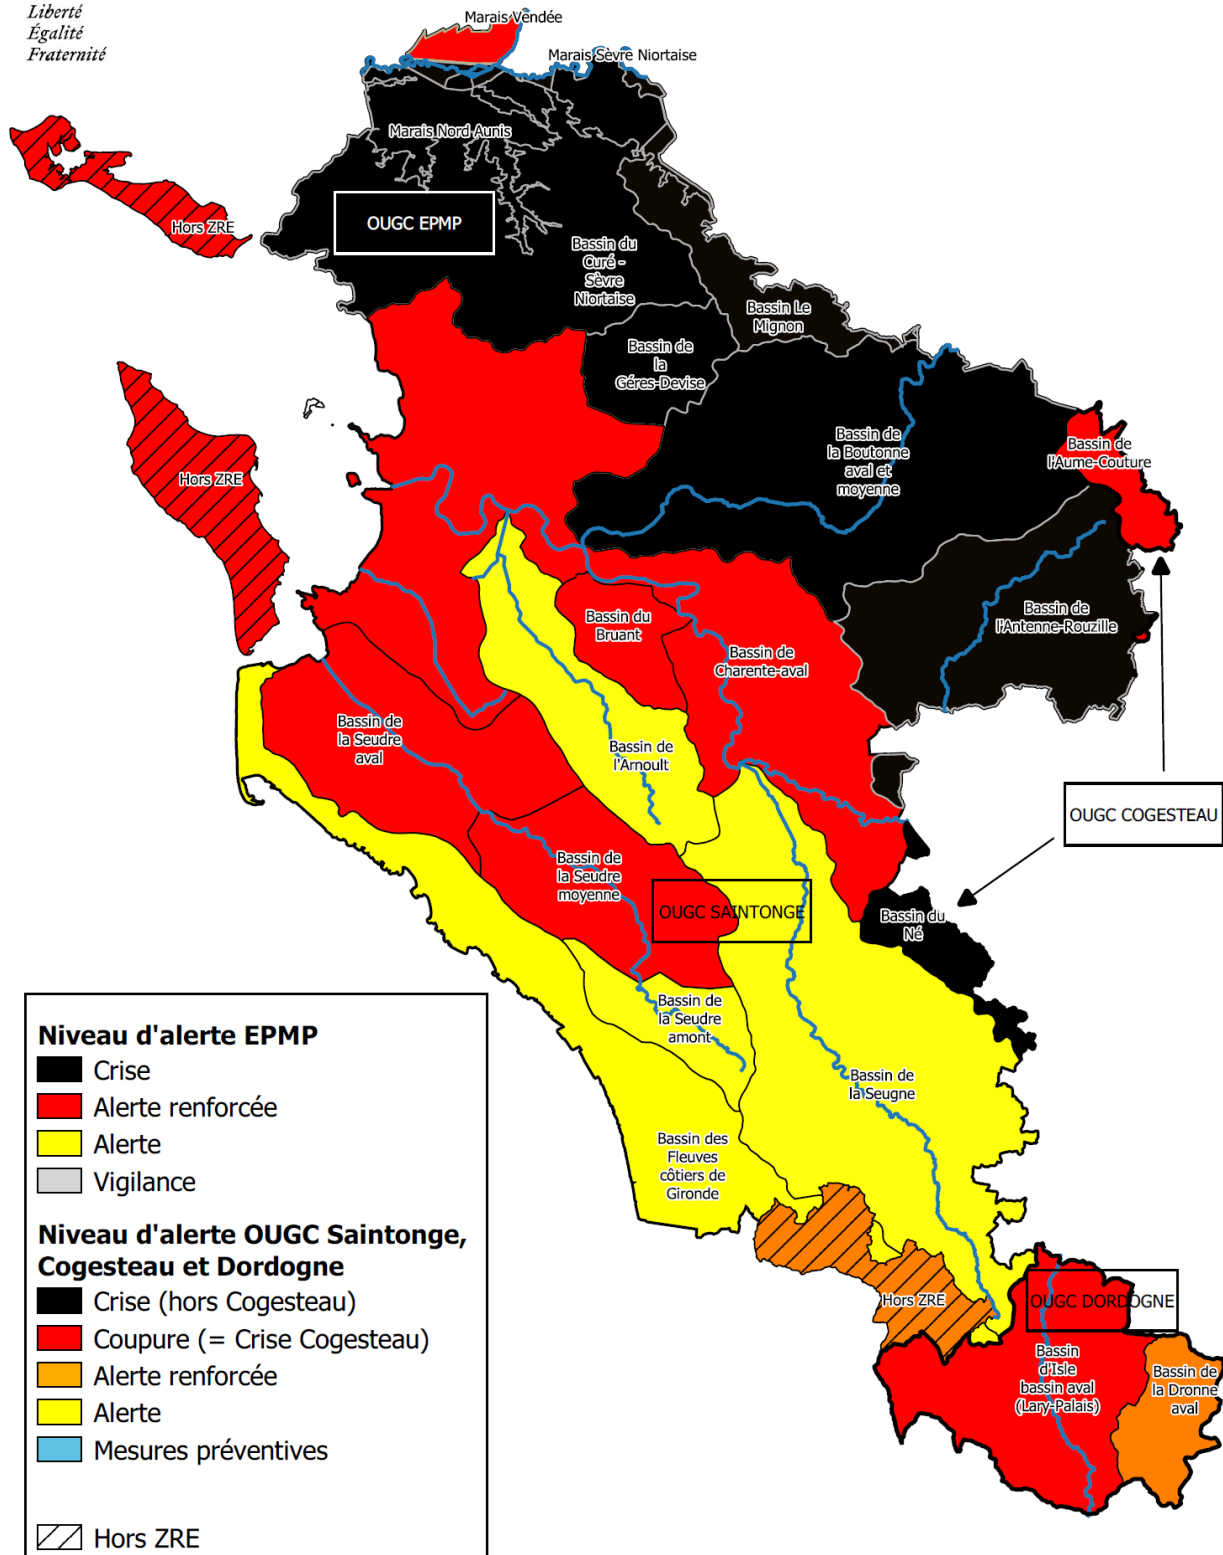 Liberté
Égalité
Fraternité
Marais Vendée
Marais Sèvre Niortaise
Marais Nord Aunis
Hors ZRE
OUGC EPMP
Bassin du
Curé -
Sèvre
Niortaise
Bassin Le
Mignon
Bassin de
la
Géres-Devise
Bassin de
la Boutonne
aval et
moyenne
Bassin de
l'Aume-Couture
Hors ZRE
Bassin de
l'Antenne-Rouzille
Bassin du
Bruant
Bassin de
Charente-aval
Bassin de
la Seudre
aval
Bassin de
l'Arnoult
OUGC COGESTEAU
Bassin de
la Seudre
moyenne
OUGC SAINTONGE
Bassin du
Né
Bassin de
la Seudre
amont
Bassin de
la Seugne
Bassin des
Fleuves
côtiers de
Gironde
Hors ZRE
OUGC DORDOGNE
Bassin
d'Isle
bassin aval
(Lary-Palais)
Bassin de
la Dronne
aval
Niveau d'alerte EPMP
Crise
Alerte renforcée
Alerte
Vigilance
Niveau d'alerte OUGC Saintonge,
Cogesteau et Dordogne
Crise (hors Cogesteau)
Coupure (= Crise Cogesteau)
Alerte renforcée
Alerte
Mesures préventives
Hors ZRE